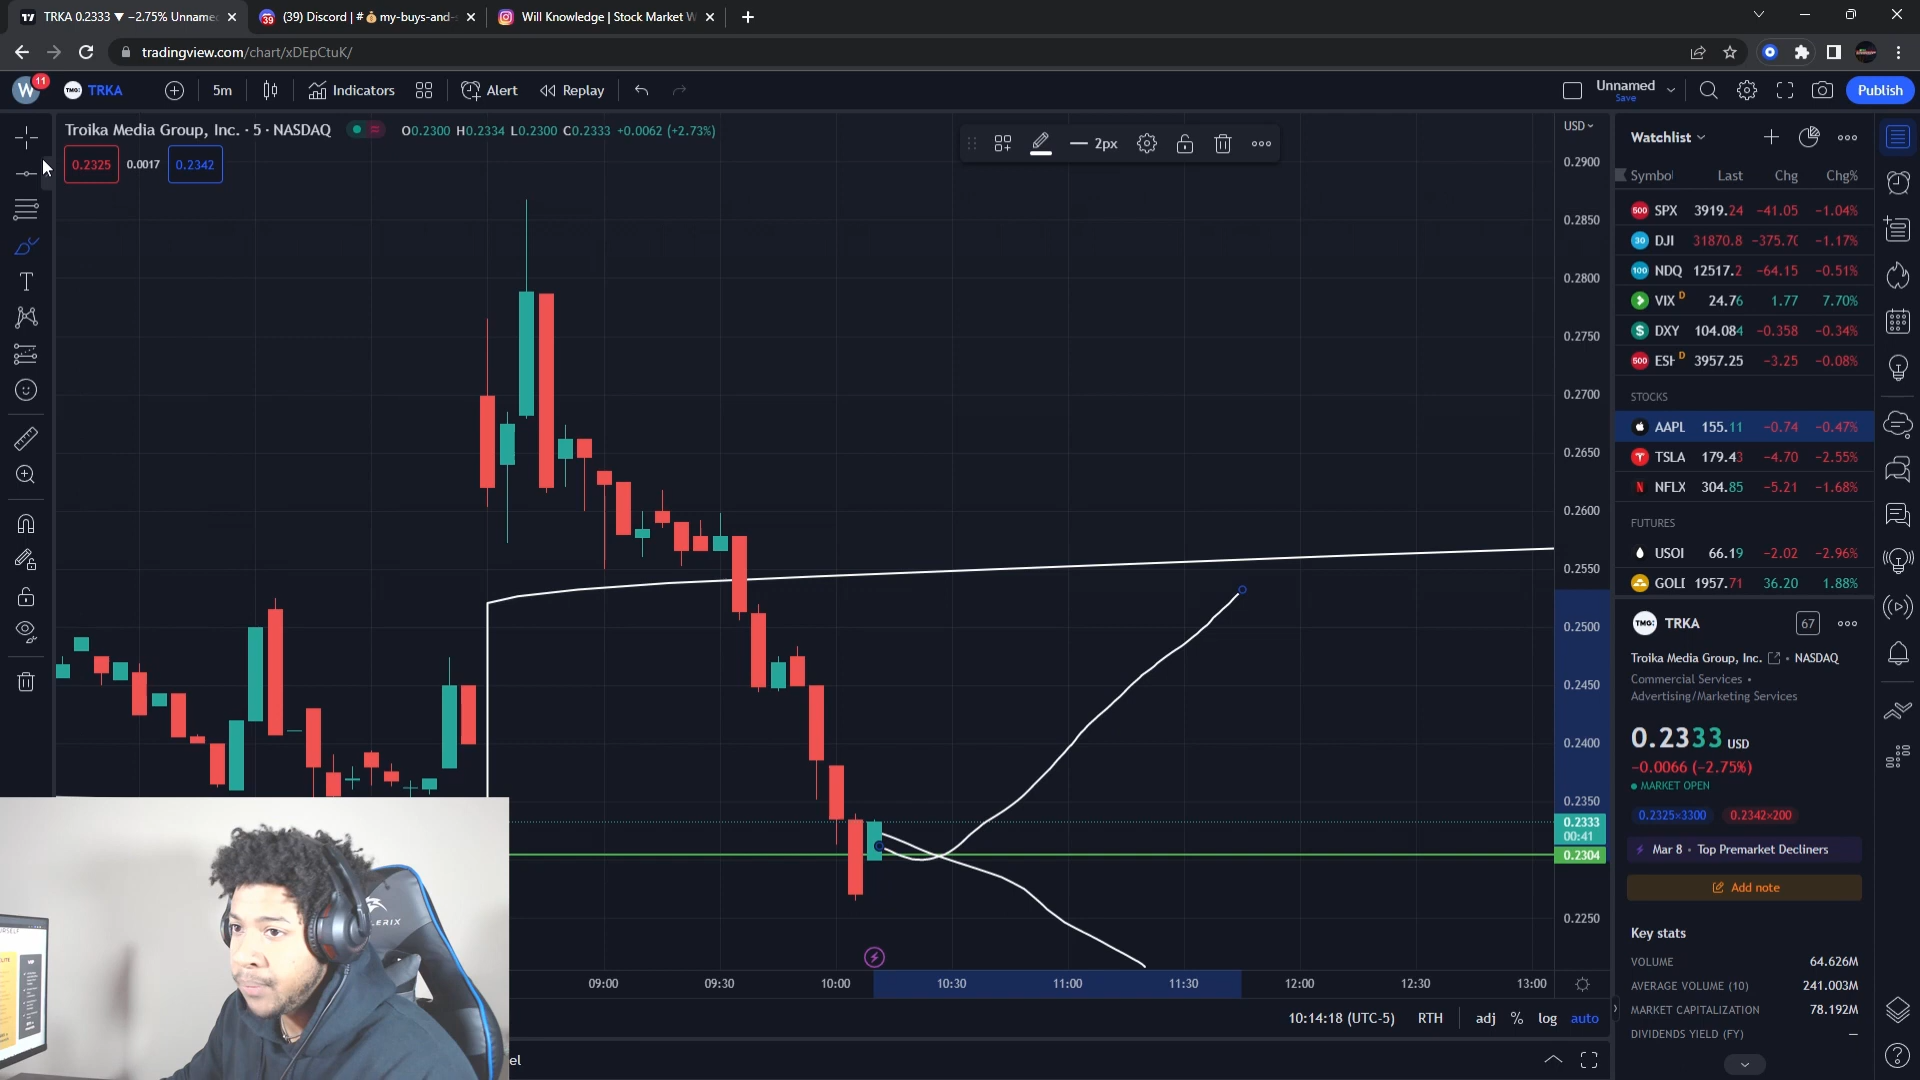 TRKA 0.2333 ▼ −2.75% Unname
(39) Discord | #💰my-buys-and-s
Will Knowledge | Stock Market W
tradingview.com/chart/xDEpCtuK/
W 11
TMG: TRKA
5m
Indicators
Alert
Replay
Unnamed
Save
Publish
Troika Media Group, Inc. · 5 · NASDAQ
O0.2300 H0.2334 L0.2300 C0.2333 +0.0062 (+2.73%)
0.2325 0.0017 0.2342
2px
USD
0.2900
0.2850
0.2800
0.2750
0.2700
0.2650
0.2600
0.2550
0.2500
0.2450
0.2400
0.2350
0.2333
00:41
0.2304
0.2250
09:00 09:30 10:00 10:30 11:00 11:30 12:00 12:30 13:00
10:14:18 (UTC-5) RTH adj % log auto
el
Watchlist
Symbol Last Chg Chg%
500 SPX 3919.24 −41.05 −1.04%
30 DJI 31870.8 −375.70 −1.17%
100 NDQ 12517.2 −64.15 −0.51%
VIX D 24.76 1.77 7.70%
$ DXY 104.084 −0.358 −0.34%
500 ES D 3957.25 −3.25 −0.08%
STOCKS
AAPL 155.11 −0.74 −0.47%
TSLA 179.43 −4.70 −2.55%
N NFLX 304.85 −5.21 −1.68%
FUTURES
USOI 66.19 −2.02 −2.96%
GOLD 1957.71 36.20 1.88%
TMG: TRKA 67
Troika Media Group, Inc. • NASDAQ
Commercial Services •
Advertising/Marketing Services
0.2333 USD
−0.0066 (−2.75%)
MARKET OPEN
0.2325×3300 0.2342×200
Mar 8 • Top Premarket Decliners
Add note
Key stats
VOLUME 64.626M
AVERAGE VOLUME (10) 241.003M
MARKET CAPITALIZATION 78.192M
DIVIDENDS YIELD (FY) —